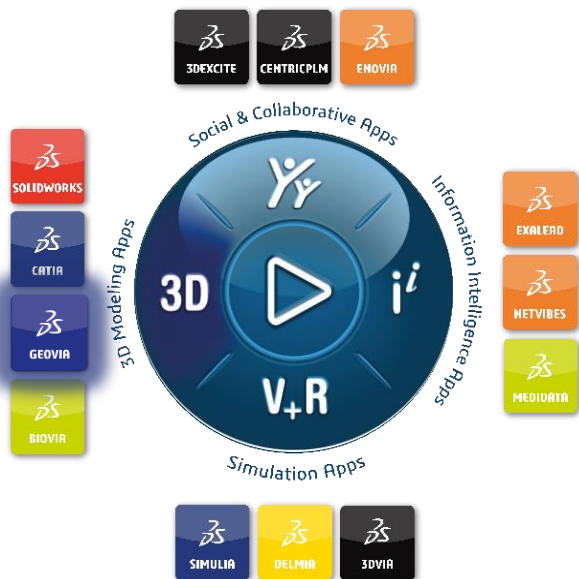 3DEXCITE
CENTRICPLM
ENOVIA
Social & Collaborative Apps
SOLIDWORKS
CATIA
GEOVIA
BIOVIA
3D Modeling Apps
3D
i i
V+R
Information Intelligence Apps
EXALEAD
NETVIBES
MEDIDATA
Simulation Apps
SIMULIA
DELMIA
3DVIA